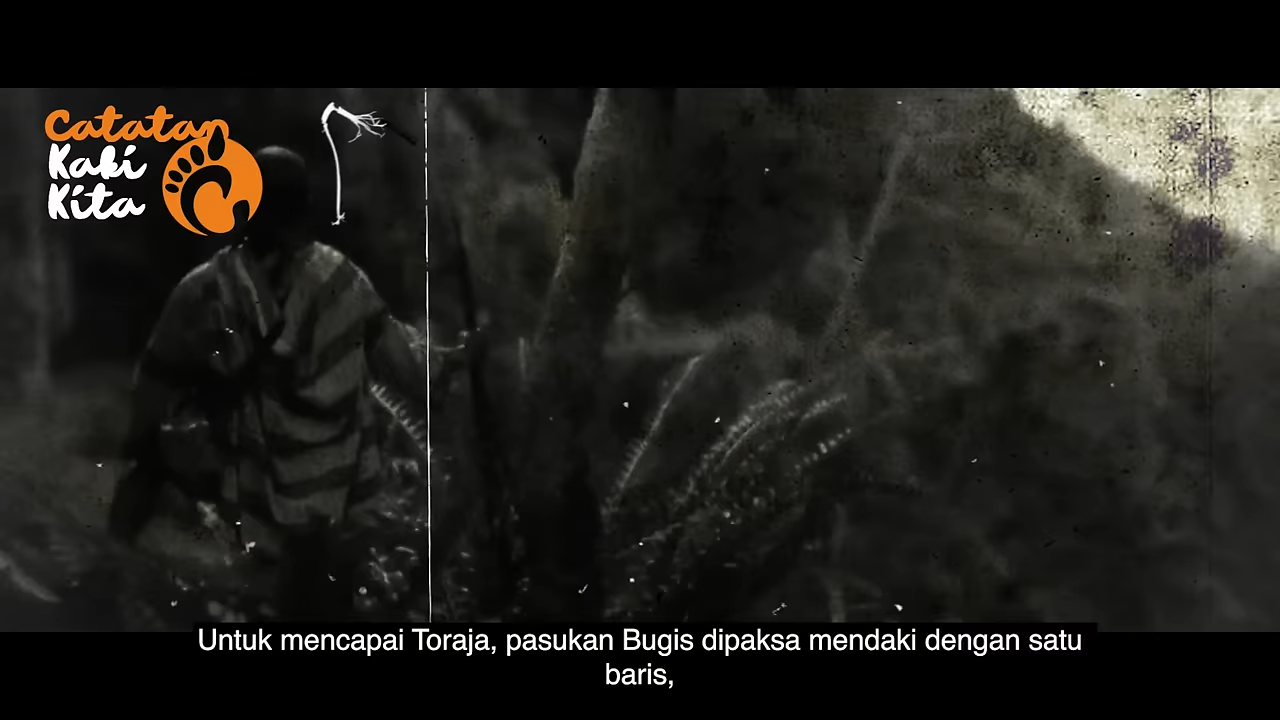 Catatan
Kaki
Kita
Untuk mencapai Toraja, pasukan Bugis dipaksa mendaki dengan satu
baris,